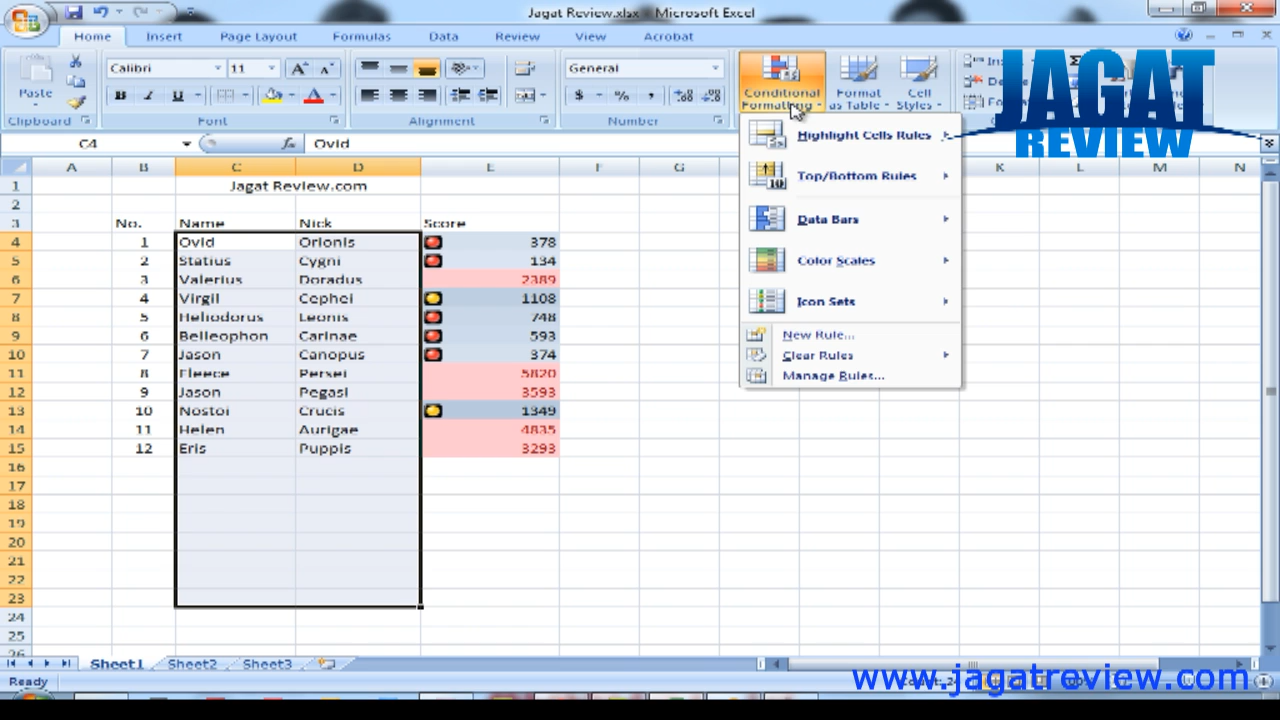 Jagat Review.xlsx - Microsoft Excel
Home Insert Page Layout Formulas Data Review View Acrobat
Paste Calibri 11 General Conditional Formatting Format as Table Cell Styles
Clipboard Font Alignment Number
JAGAT
REVIEW
C4 Ovid
A B C D E F G K L M N
1 Jagat Review.com
2
3 No. Name Nick Score
4 1 Ovid Orionis 378
5 2 Statius Cygni 134
6 3 Valerius Doradus 2389
7 4 Virgil Cephei 1108
8 5 Heliodorus Leonis 748
9 6 Belleophon Carinae 593
10 7 Jason Canopus 374
11 8 Fleece Persei 5820
12 9 Jason Pegasi 3593
13 10 Nostoi Crucis 1349
14 11 Helen Aurigae 4835
15 12 Eris Puppis 3293
16
17
18
19
20
21
22
23
24
25
26
Highlight Cells Rules
Top/Bottom Rules
Data Bars
Color Scales
Icon Sets
New Rule...
Clear Rules
Manage Rules...
Sheet1 Sheet2 Sheet3
Ready
www.jagatreview.com